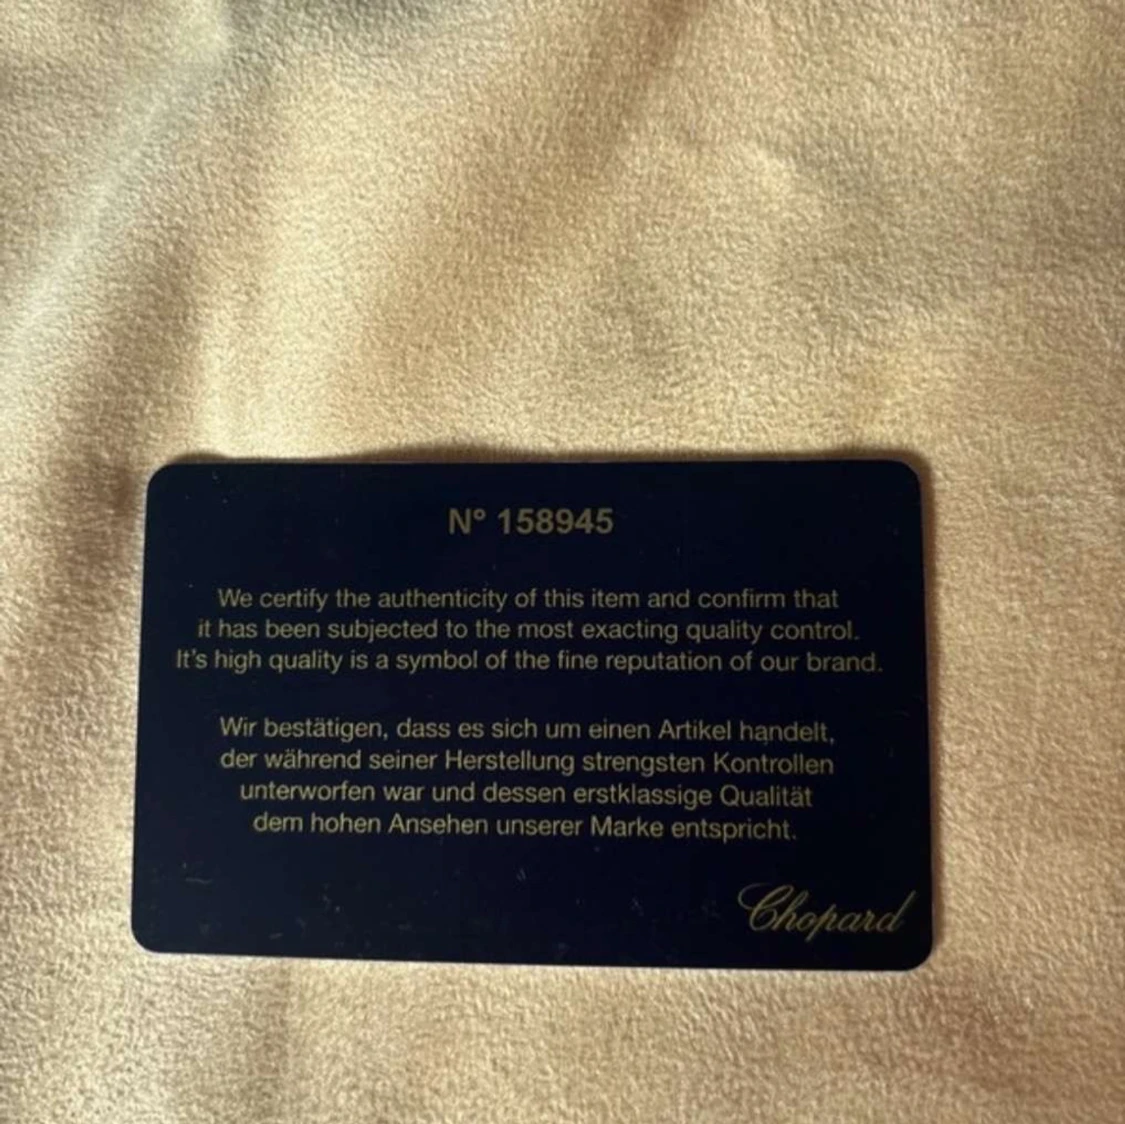 N° 158945
We certify the authenticity of this item and confirm that
it has been subjected to the most exacting quality control.
It's high quality is a symbol of the fine reputation of our brand.
Wir bestätigen, dass es sich um einen Artikel handelt,
der während seiner Herstellung strengsten Kontrollen
unterworfen war und dessen erstklassige Qualität
dem hohen Ansehen unserer Marke entspricht.
Chopard